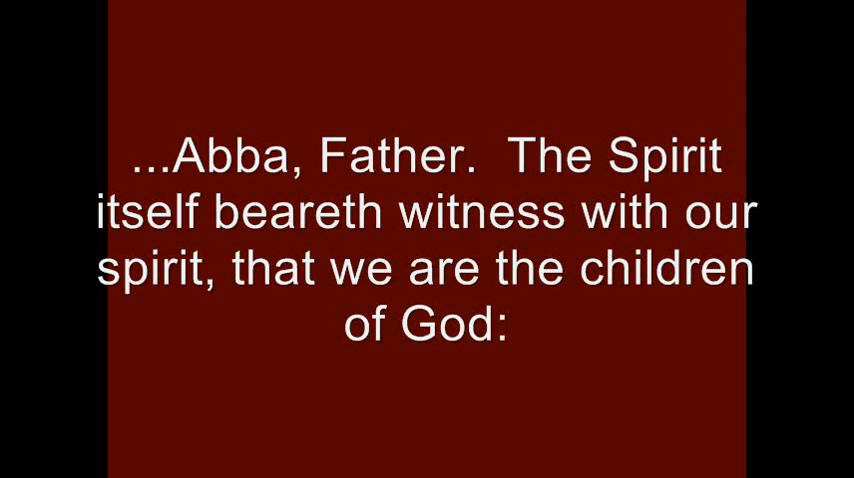 ...Abba, Father.  The Spirit
itself beareth witness with our
spirit, that we are the children
of God: